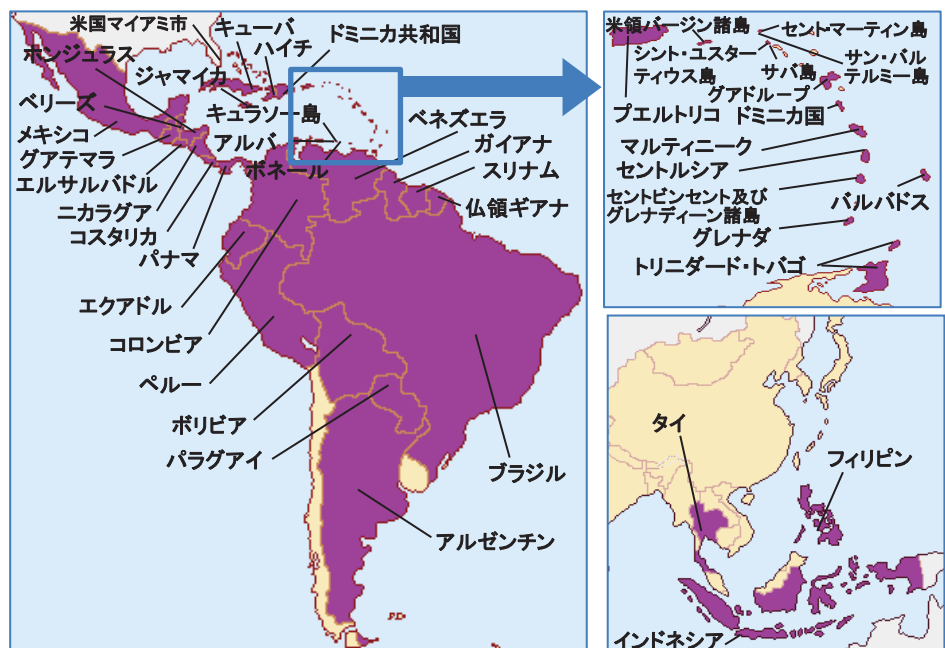 米国マイアミ市
キューバ
ハイチ
ドミニカ共和国
ホンジュラス
ジャマイカ
ベリーズ
キュラソー島
メキシコ
アルバ
ベネズエラ
グアテマラ
ボネール
ガイアナ
エルサルバドル
スリナム
ニカラグア
仏領ギアナ
コスタリカ
パナマ
エクアドル
コロンビア
ペルー
ボリビア
パラグアイ
ブラジル
アルゼンチン
米領バージン諸島
セントマーティン島
シント・ユスター
ティウス島
サバ島
サン・バル
テルミー島
グアドループ
プエルトリコ
ドミニカ国
マルティニーク
セントルシア
セントビンセント及び
グレナディーン諸島
バルバドス
グレナダ
トリニダード・トバゴ
タイ
フィリピン
インドネシア